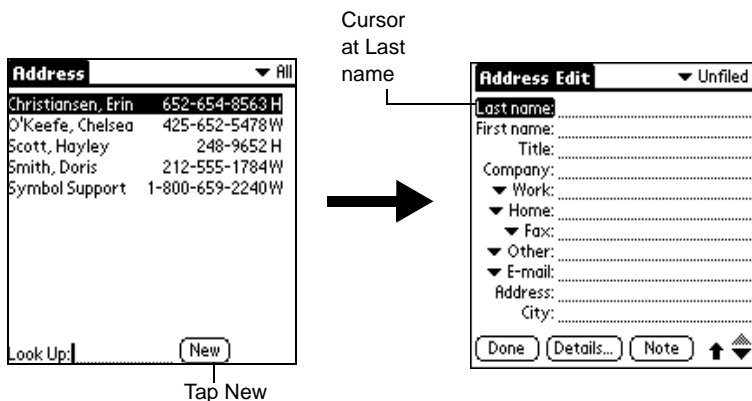 Cursor
at Last
name
Address
All
Christiansen, Erin 652-654-8563 H
O'Keefe, Chelsea 425-652-5478 W
Scott, Hayley 248-9652 H
Smith, Doris 212-555-1784 W
Symbol Support 1-800-659-2240 W
Look Up:
New
Tap New
Address Edit
Unfiled
Last name:
First name:
Title:
Company:
Work:
Home:
Fax:
Other:
E-mail:
Address:
City:
Done Details... Note